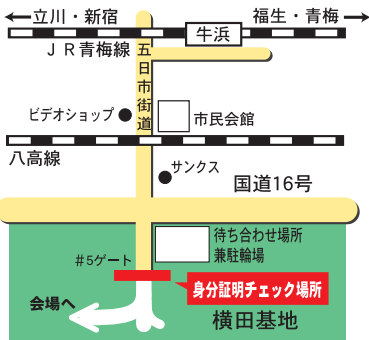 立川・新宿
福生・青梅
牛浜
JR青梅線
五日市街道
ビデオショップ
市民会館
八高線
サンクス
国道16号
待ち合わせ場所
兼駐輪場
#5ゲート
身分証明チェック場所
会場へ
横田基地